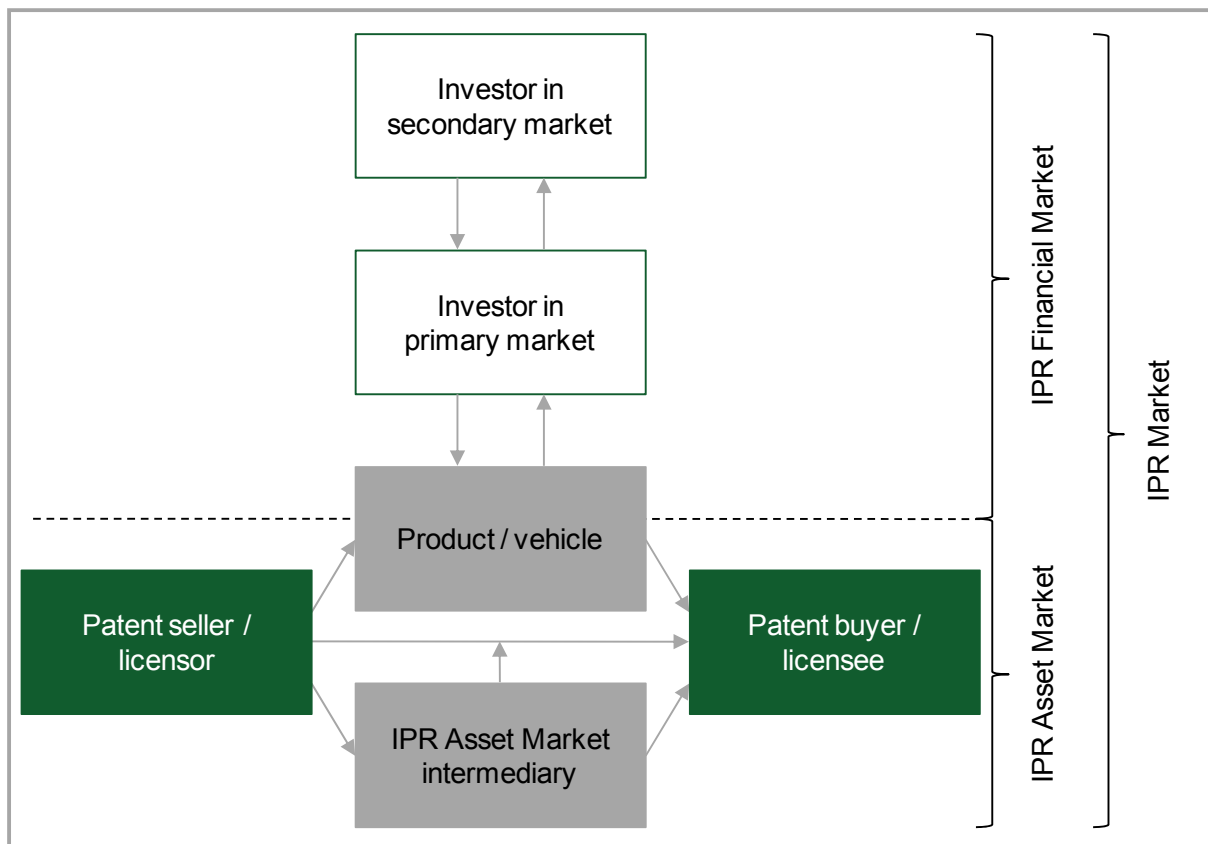 Investor in
secondary market
Investor in
primary market
Product / vehicle
Patent seller /
licensor
Patent buyer /
licensee
IPR Asset Market
intermediary
IPR Financial Market
IPR Asset Market
IPR Market